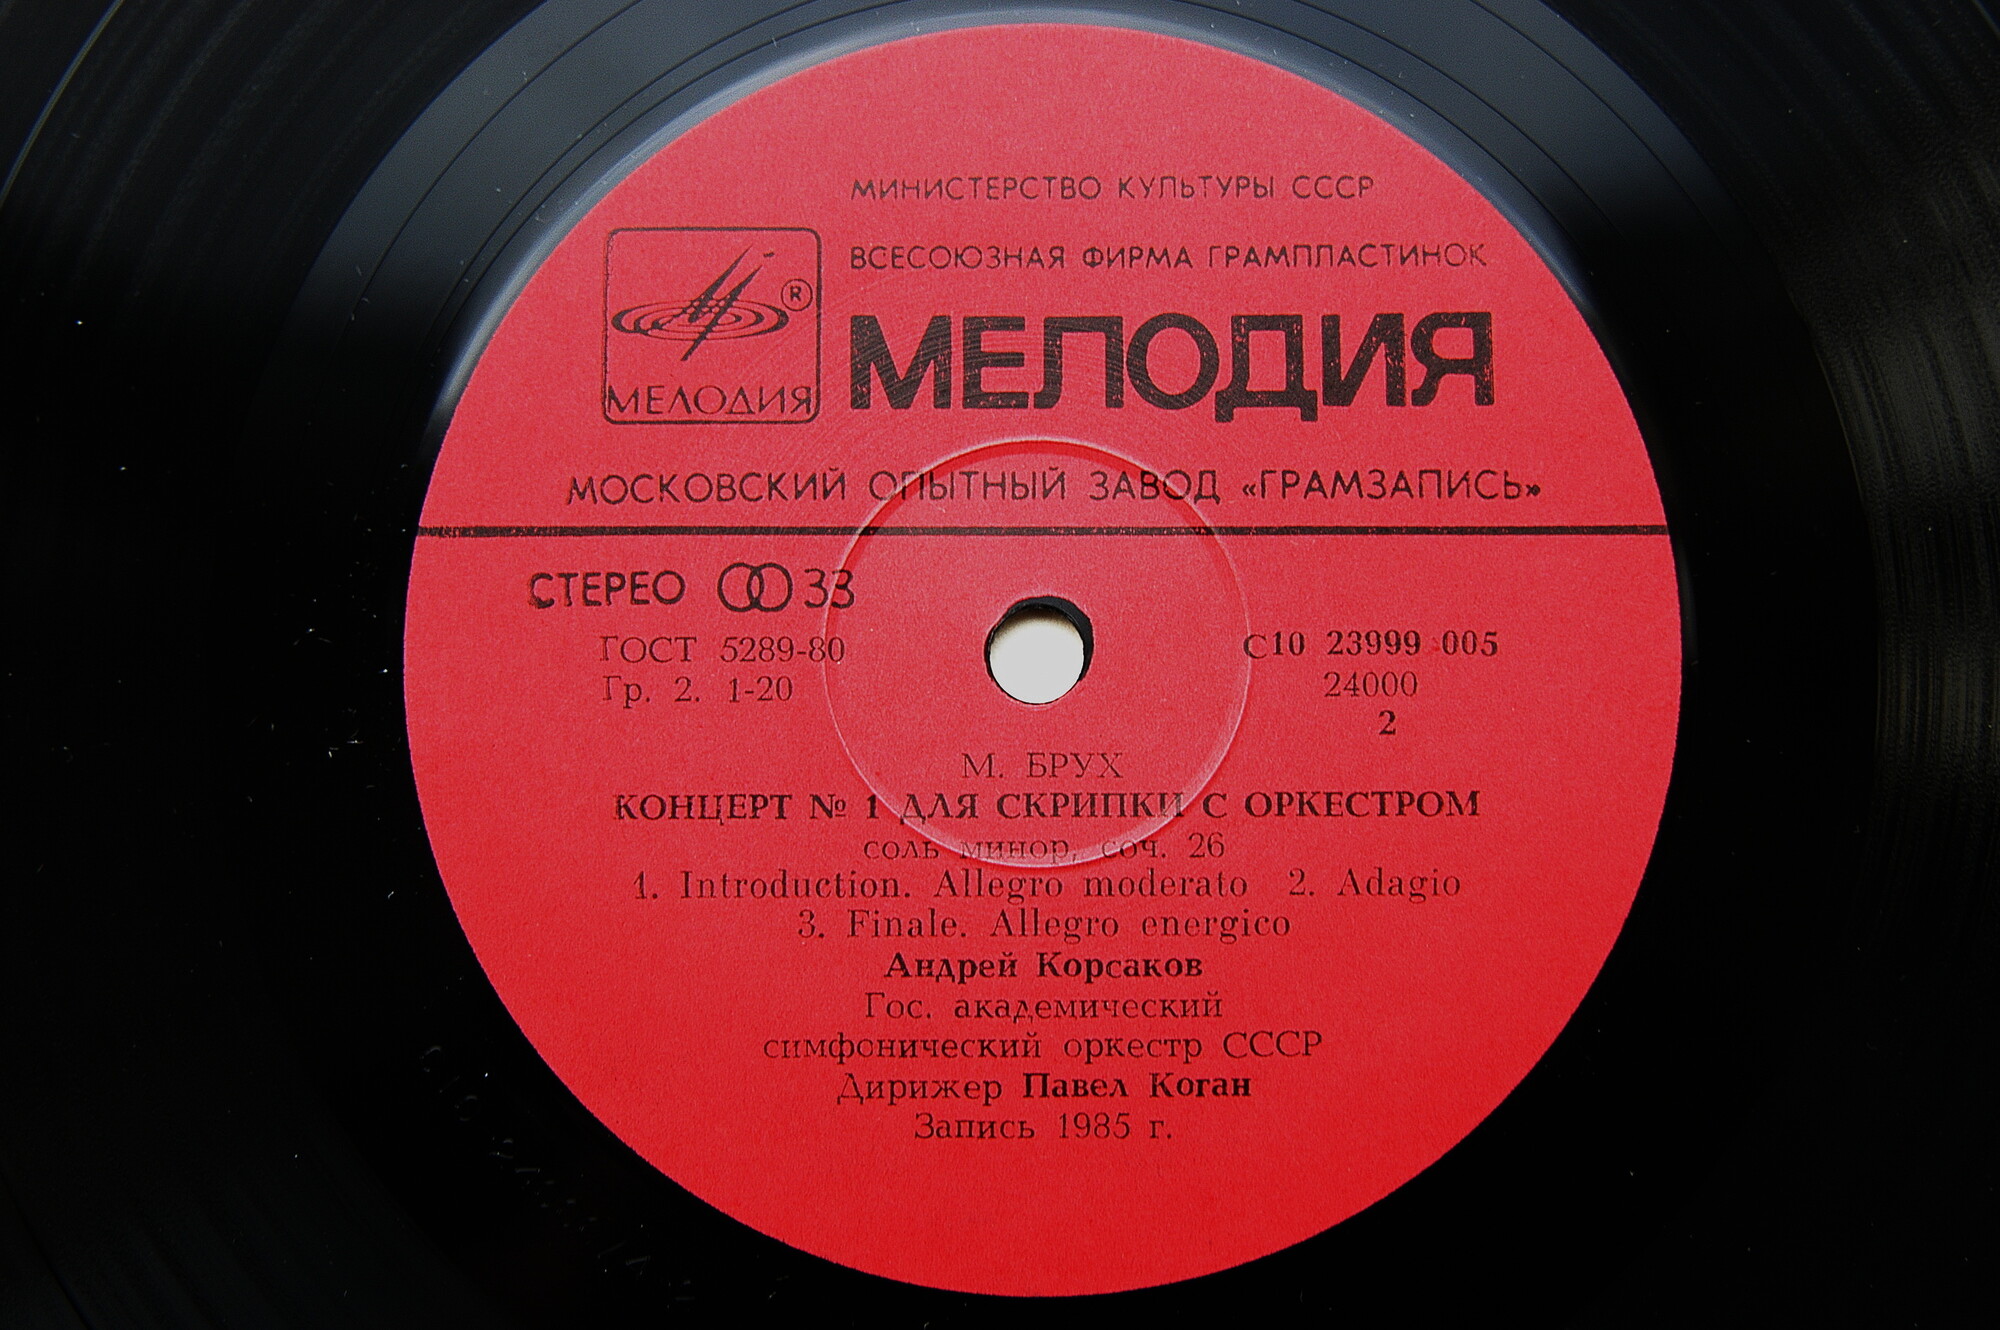 МИНИСТЕРСТВО КУЛЬТУРЫ СССР
ВСЕСОЮЗНАЯ ФИРМА ГРАМПЛАСТИНОК
МЕЛОДИЯ ®
МЕЛОДИЯ
МОСКОВСКИЙ ОПЫТНЫЙ ЗАВОД «ГРАМЗАПИСЬ»
СТЕРЕО 33
ГОСТ 5289-80
Гр. 2. 1-20
С10 23999 005
24000
2
М. БРУХ
КОНЦЕРТ № 1 ДЛЯ СКРИПКИ С ОРКЕСТРОМ
соль минор, соч. 26
1. Introduction. Allegro moderato 2. Adagio
3. Finale. Allegro energico
Андрей Корсаков
Гос. академический
симфонический оркестр СССР
Дирижер Павел Коган
Запись 1985 г.